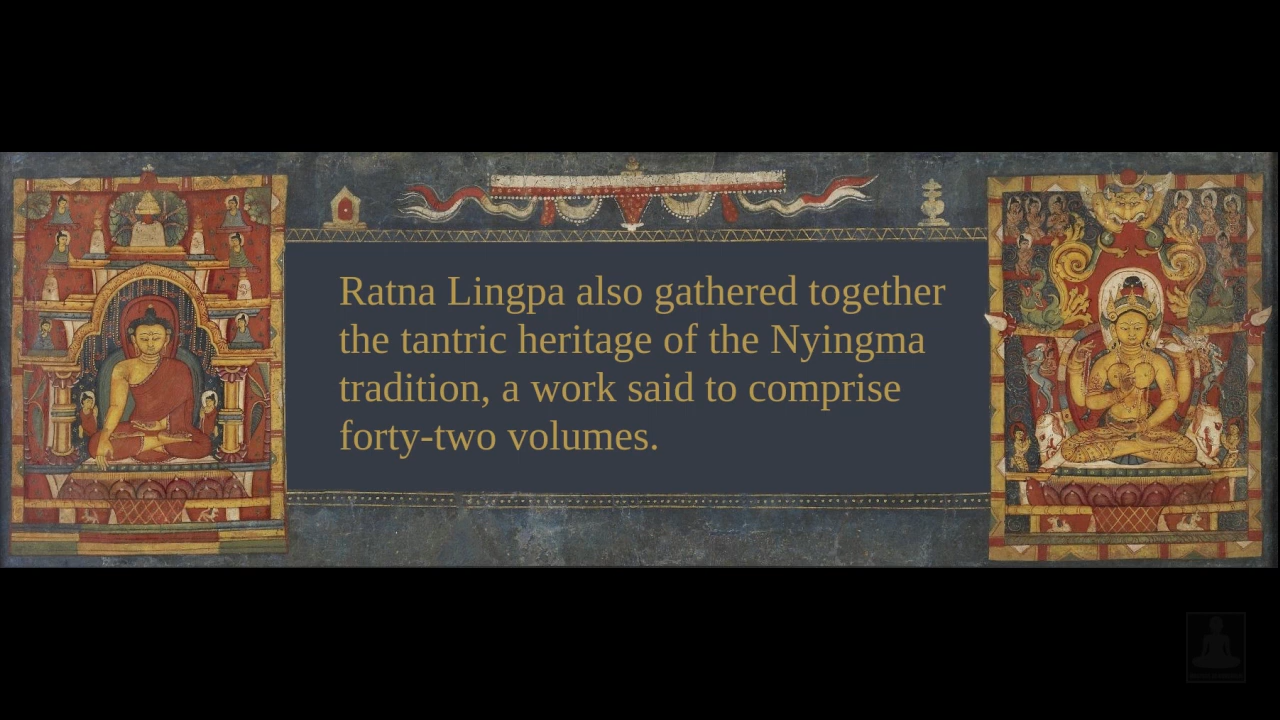 Ratna Lingpa also gathered together
the tantric heritage of the Nyingma
tradition, a work said to comprise
forty-two volumes.